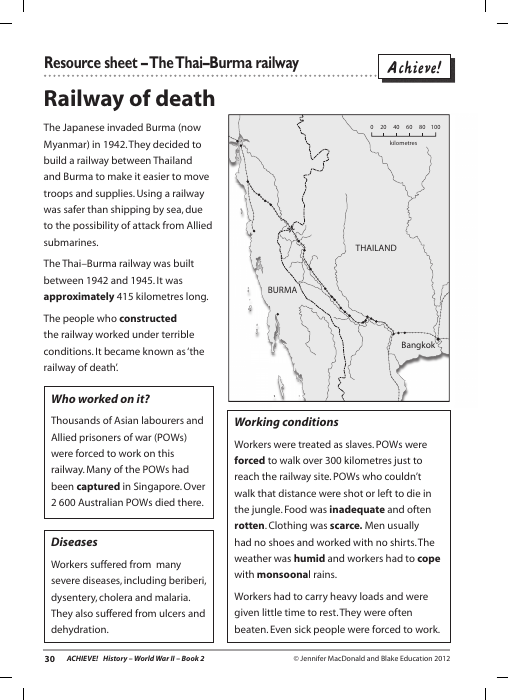 Resource sheet – The Thai–Burma railway
Achieve!
Railway of death
The Japanese invaded Burma (now
Myanmar) in 1942. They decided to
build a railway between Thailand
and Burma to make it easier to move
troops and supplies. Using a railway
was safer than shipping by sea, due
to the possibility of attack from Allied
submarines.
The Thai–Burma railway was built
between 1942 and 1945. It was
approximately 415 kilometres long.
The people who constructed
the railway worked under terrible
conditions. It became known as ‘the
railway of death’.
0 20 40 60 80 100
kilometres
THAILAND
BURMA
Bangkok
Who worked on it?
Thousands of Asian labourers and
Allied prisoners of war (POWs)
were forced to work on this
railway. Many of the POWs had
been captured in Singapore. Over
2 600 Australian POWs died there.
Diseases
Workers suffered from many
severe diseases, including beriberi,
dysentery, cholera and malaria.
They also suffered from ulcers and
dehydration.
Working conditions
Workers were treated as slaves. POWs were
forced to walk over 300 kilometres just to
reach the railway site. POWs who couldn’t
walk that distance were shot or left to die in
the jungle. Food was inadequate and often
rotten. Clothing was scarce. Men usually
had no shoes and worked with no shirts. The
weather was humid and workers had to cope
with monsoonal rains.
Workers had to carry heavy loads and were
given little time to rest. They were often
beaten. Even sick people were forced to work.
30 ACHIEVE! History – World War II – Book 2
© Jennifer MacDonald and Blake Education 2012